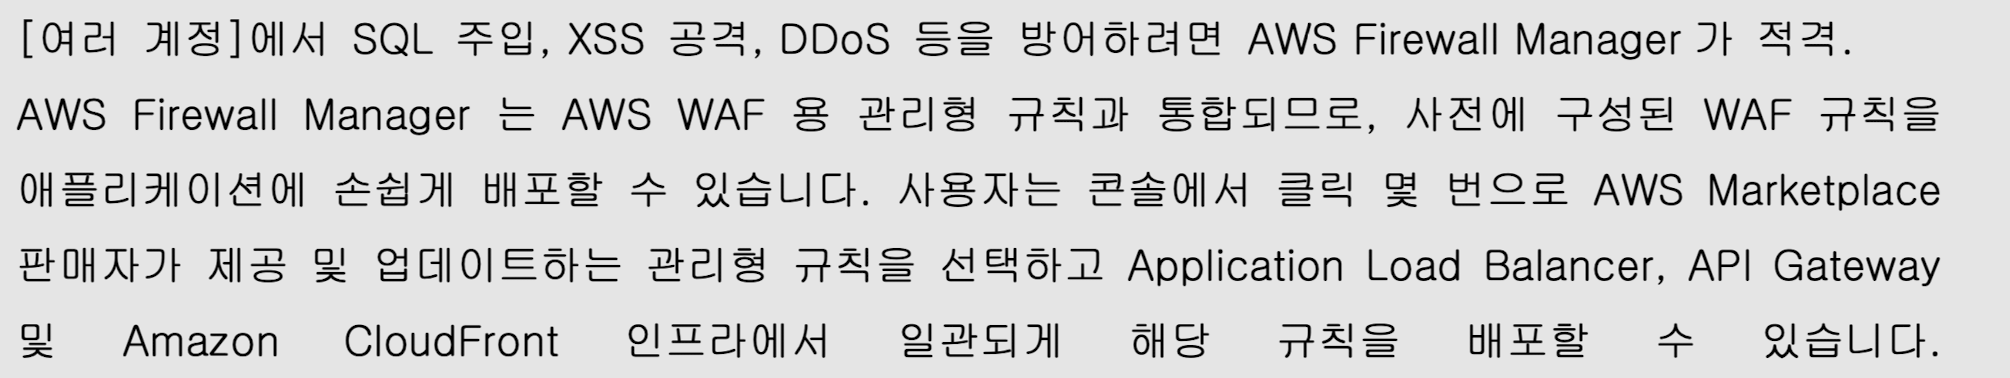 [여러 계정]에서 SQL 주입, XSS 공격, DDoS 등을 방어하려면 AWS Firewall Manager 가 적격.
AWS Firewall Manager 는 AWS WAF 용 관리형 규칙과 통합되므로, 사전에 구성된 WAF 규칙을
애플리케이션에 손쉽게 배포할 수 있습니다. 사용자는 콘솔에서 클릭 몇 번으로 AWS Marketplace
판매자가 제공 및 업데이트하는 관리형 규칙을 선택하고 Application Load Balancer, API Gateway
및 Amazon CloudFront 인프라에서 일관되게 해당 규칙을 배포할 수 있습니다.